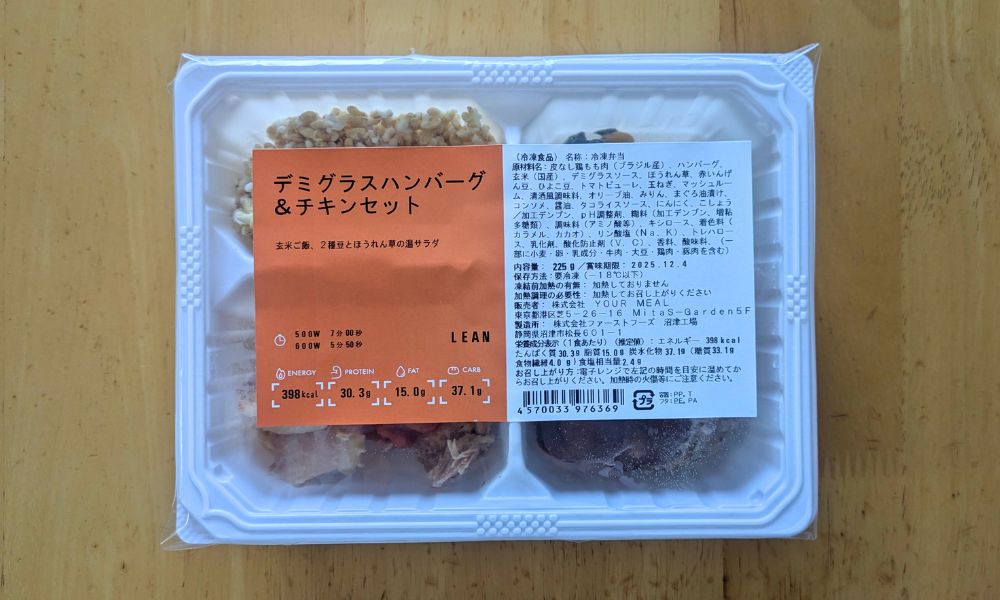 デミグラスハンバーグ
&チキンセット
玄米ご飯、2種豆とほうれん草の温サラダ
500W 7分00秒
600W 5分50秒
LEAN
ENERGY PROTEIN FAT CARB
398kcal 30.3g 15.0g 37.1g
(冷凍食品) 名称:冷凍弁当
原材料名:皮なし鶏もも肉(ブラジル産)、ハンバーグ、
玄米(国産)、デミグラスソース、ほうれん草、赤いんげ
ん豆、ひよこ豆、トマトピューレ、玉ねぎ、マッシュルー
ム、清酒風調味料、オリーブ油、みりん、まぐろ油漬け、
コンソメ、醤油、タコライスソース、にんにく、こしょう
/加工デンプン、pH調整剤、糊料(加工デンプン、増粘
多糖類)、調味料(アミノ酸等)、キシロース、着色料(
カラメル、カカオ)、リン酸塩(Na、K)、トレハロー
ス、乳化剤、酸化防止剤(V.C)、香料、酸味料、(一
部に小麦・卵・乳成分・牛肉・大豆・鶏肉・豚肉を含む)
内容量: 225g/賞味期限:2025.12.4
保存方法:要冷凍(-18℃以下)
凍結前加熱の有無:加熱しておりません
加熱調理の必要性:加熱してお召し上がりください
販売者:株式会社 YOUR MEAL
東京都港区芝5-26-16 MitaS-Garden5F
製造所: 株式会社ファーストフーズ 沼津工場
静岡県沼津市松長601-1
栄養成分表示(1食あたり)(推定値):エネルギー 398kcal
たんぱく質30.3g 脂質15.0g 炭水化物37.1g(糖質33.1g
食物繊維4.0g)食塩相当量2.4g
お召し上がり方:電子レンジで左記の時間を目安に温めてか
らお召し上がりください。加熱時の火傷等にご注意ください。
4570033976369
プラ
容器:PP,T
フタ:PE,PA